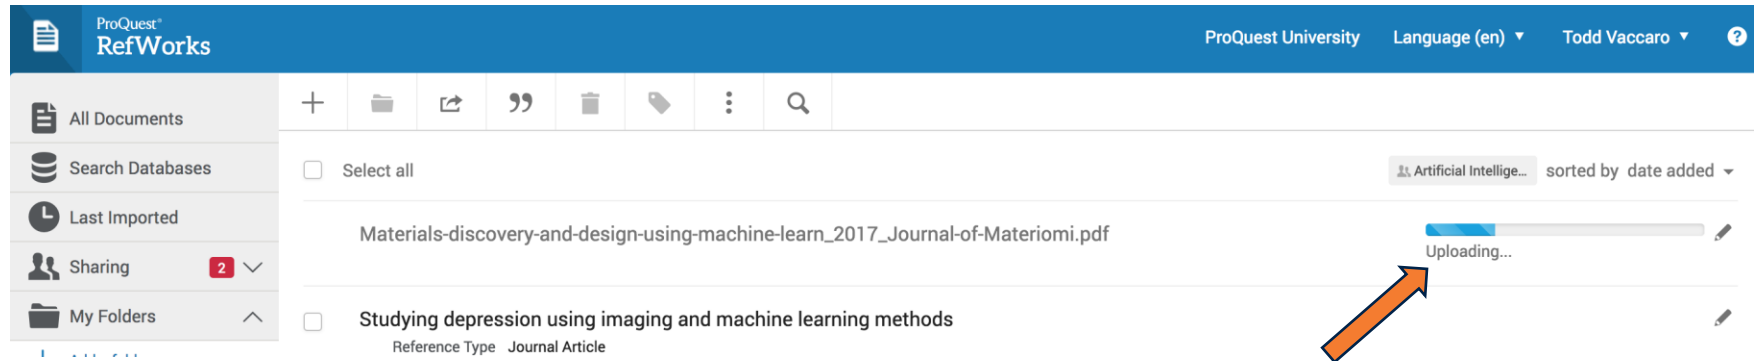 ProQuest®
RefWorks
ProQuest University
Language (en)
Todd Vaccaro
?
All Documents
Search Databases
Last Imported
Sharing
2
My Folders
Select all
Artificial Intellige...
sorted by date added
Materials-discovery-and-design-using-machine-learn_2017_Journal-of-Materiomi.pdf
Uploading...
Studying depression using imaging and machine learning methods
Reference Type Journal Article